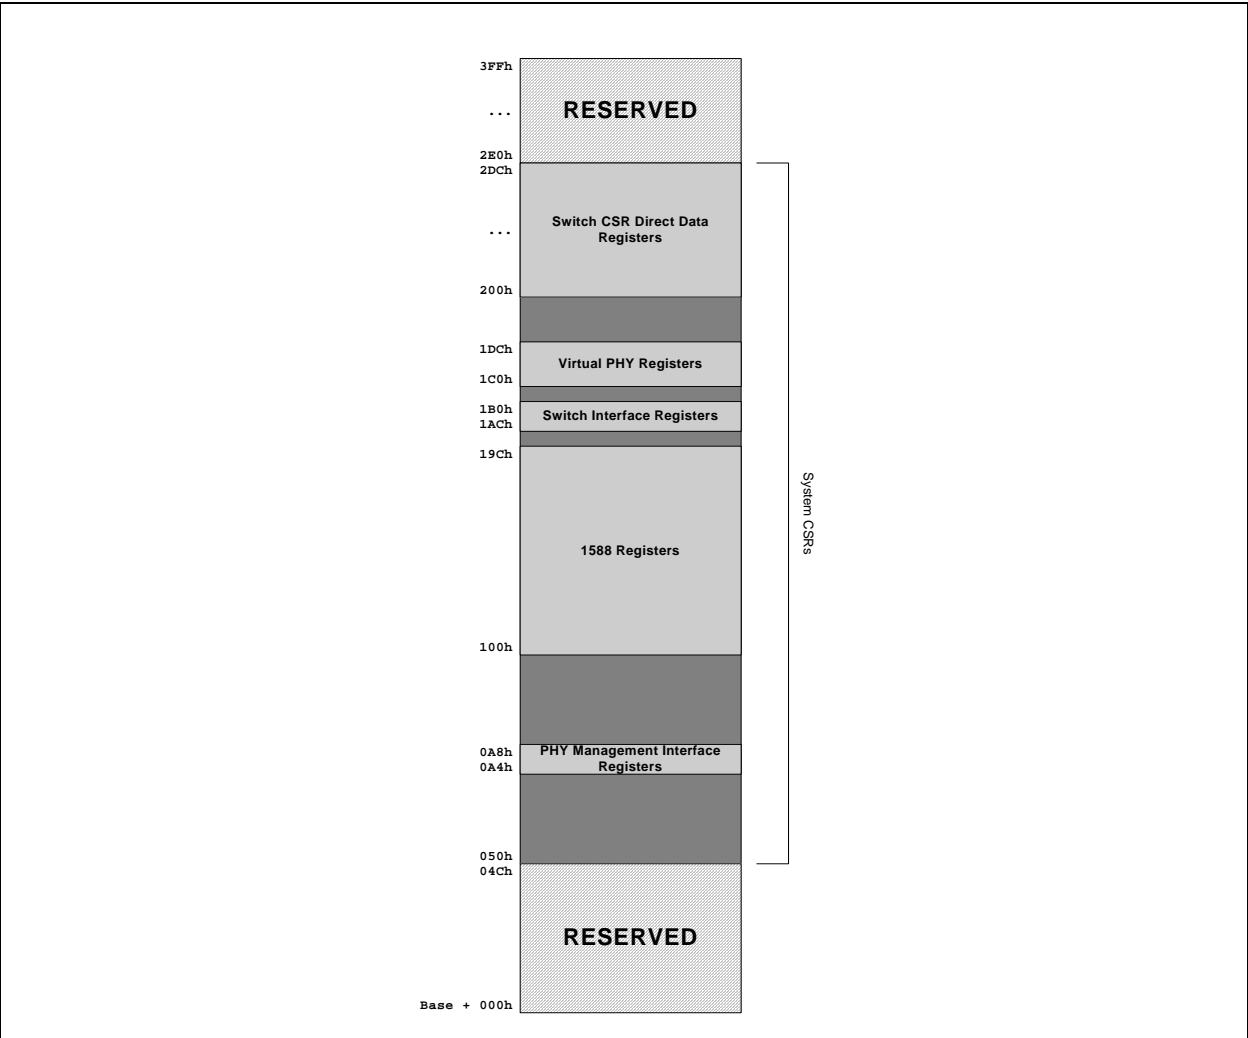 3FFh
RESERVED
...
2E0h
2DCh
Switch CSR Direct Data
Registers
...
200h
1DCh
Virtual PHY Registers
1C0h
1B0h
Switch Interface Registers
1ACh
19Ch
System CSRs
1588 Registers
100h
0A8h
PHY Management Interface
Registers
0A4h
050h
04Ch
RESERVED
Base + 000h